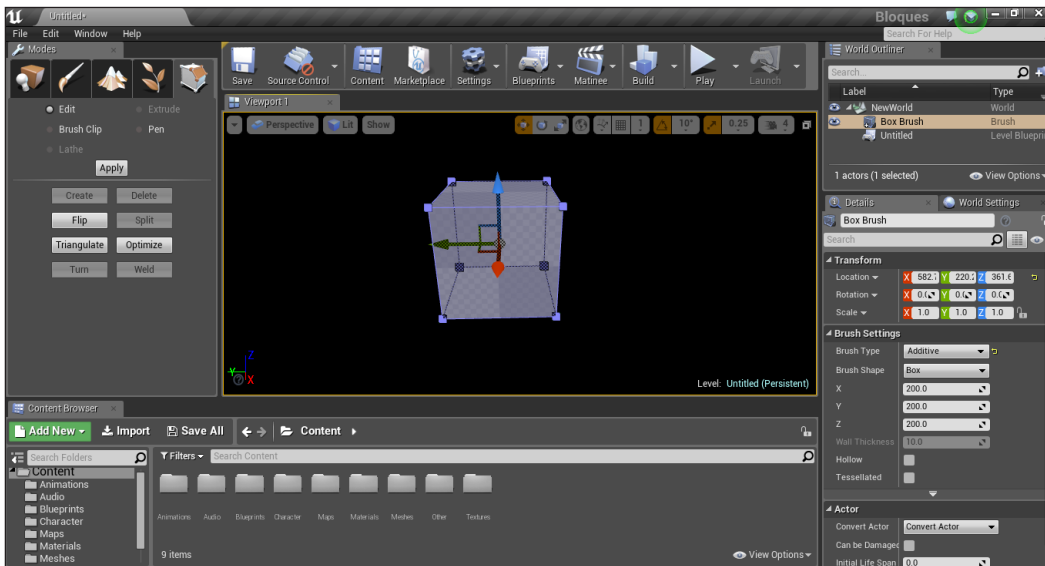 Untitled*
Bloques
File Edit Window Help
Search For Help
Modes
Save Source Control Content Marketplace Settings Blueprints Matinee Build Play Launch
World Outliner
Search...
Label Type
NewWorld World
Box Brush Brush
Untitled Level Bluepri
1 actors (1 selected) View Options
Edit Extrude
Brush Clip Pen
Lathe
Apply
Create Delete
Flip Split
Triangulate Optimize
Turn Weld
Viewport 1
Perspective Lit Show 1 10° 0.25 4
Z
Y
X
Level: Untitled (Persistent)
Details World Settings
Box Brush
Search
Transform
Location X 582. Y 220. Z 361.
Rotation X 0. Y 0. Z 0.
Scale X 1.0 Y 1.0 Z 1.0
Brush Settings
Brush Type Additive
Brush Shape Box
X 200.0
Y 200.0
Z 200.0
Wall Thickness 10.0
Hollow
Tessellated
Actor
Convert Actor Convert Actor
Can be Damaged
Initial Life Span 0.0
Content Browser
Add New Import Save All Content
Search Folders
Filters Search Content
Content
Animations
Audio
Blueprints
Character
Maps
Materials
Meshes
Animations Audio Blueprints Character Maps Materials Meshes Other Textures
9 items View Options